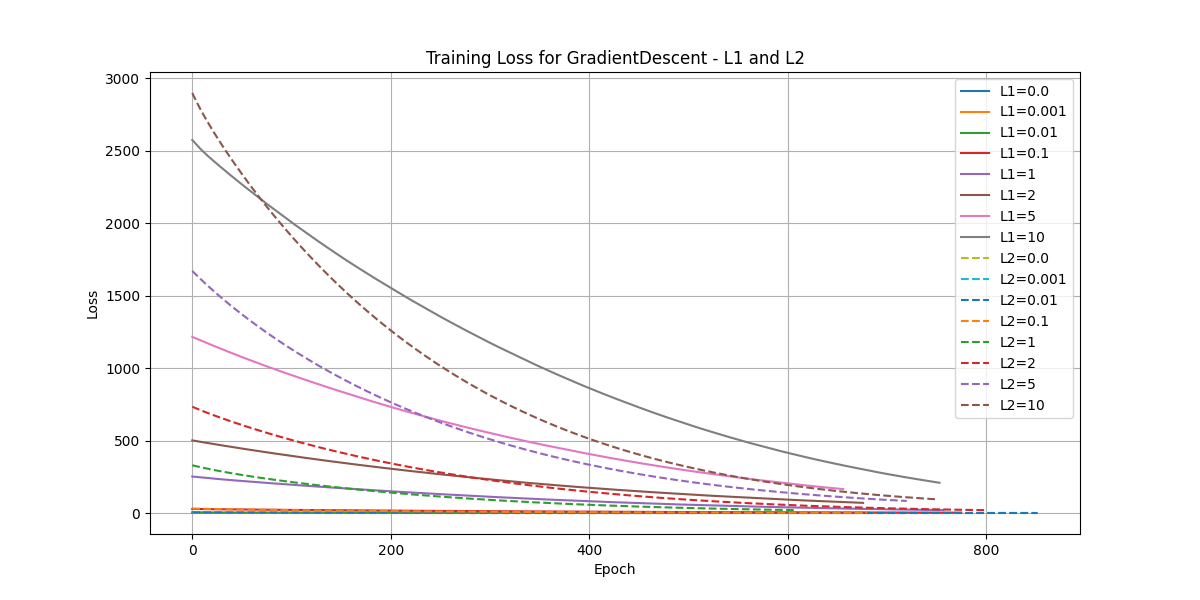 Training Loss for GradientDescent - L1 and L2
Loss
3000
2500
2000
1500
1000
500
0
0 200 400 600 800
Epoch
L1=0.0
L1=0.001
L1=0.01
L1=0.1
L1=1
L1=2
L1=5
L1=10
L2=0.0
L2=0.001
L2=0.01
L2=0.1
L2=1
L2=2
L2=5
L2=10